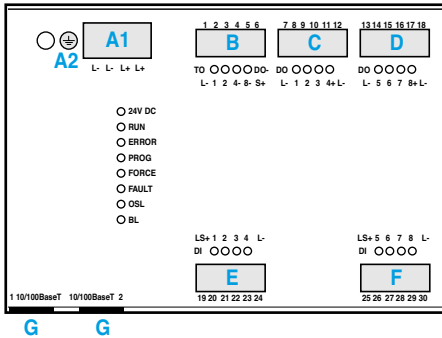 1 2 3 4 5 6
7 8 9 10 11 12
13 14 15 16 17 18
A1
B
C
D
A2
L- L- L+ L+
TO DO-
DO
DO
L- 1 2 4- 8- S+
L- 1 2 3 4+ L-
L- 5 6 7 8+ L-
24V DC
RUN
ERROR
PROG
FORCE
FAULT
OSL
BL
LS+ 1 2 3 4 L-
LS+ 5 6 7 8 L-
DI
DI
E
F
19 20 21 22 23 24
25 26 27 28 29 30
1 10/100BaseT
10/100BaseT 2
G
G